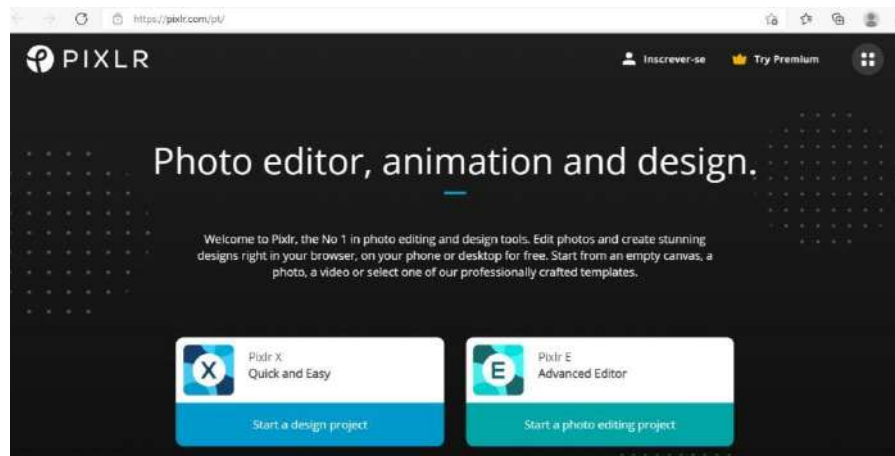 https://pixlr.com/pt/
PIXLR
Inscrever-se
Try Premium
Photo editor, animation and design.
Welcome to Pixlr, the No 1 in photo editing and design tools. Edit photos and create stunning
designs right in your browser, on your phone or desktop for free. Start from an empty canvas, a
photo, a video or select one of our professionally crafted templates.
X
Pixlr X
Quick and Easy
Start a design project
E
Pixlr E
Advanced Editor
Start a photo editing project